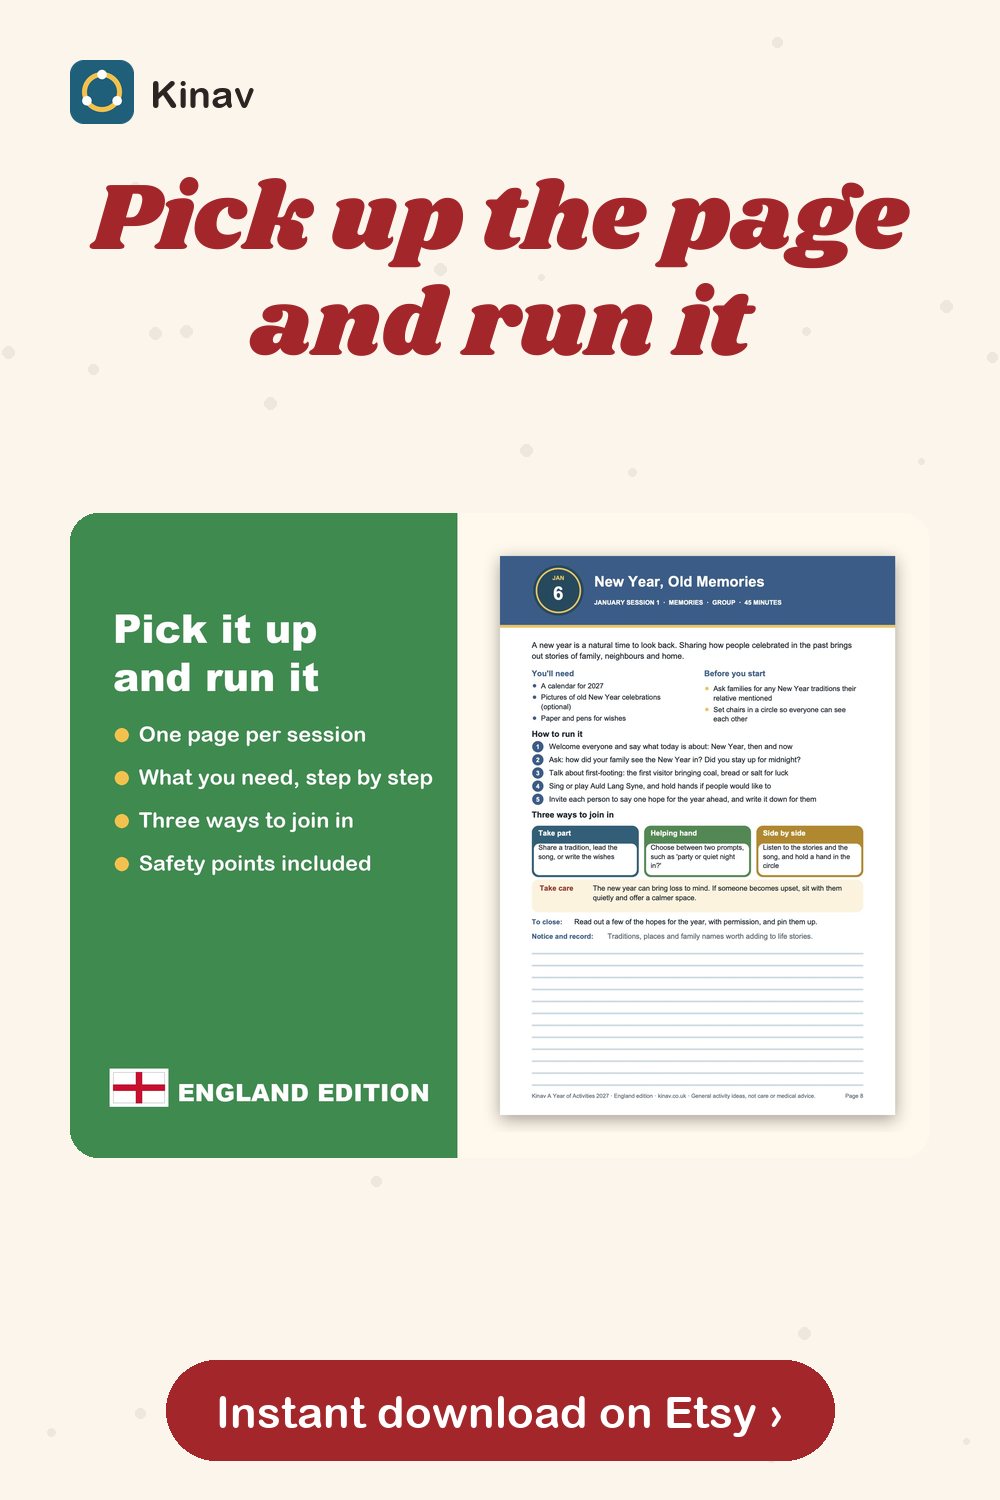 Kinav
Pick up the page
and run it
Pick it up
and run it
One page per session
What you need, step by step
Three ways to join in
Safety points included
ENGLAND EDITION
JAN
6
New Year, Old Memories
JANUARY SESSION 1 · MEMORIES · GROUP · 45 MINUTES
A new year is a natural time to look back. Sharing how people celebrated in the past brings
out stories of family, neighbours and home.
You'll need
A calendar for 2027
Pictures of old New Year celebrations
(optional)
Paper and pens for wishes
Before you start
Ask families for any New Year traditions their
relative mentioned
Set chairs in a circle so everyone can see
each other
How to run it
1 Welcome everyone and say what today is about: New Year, then and now
2 Ask: how did your family see the New Year in? Did you stay up for midnight?
3 Talk about first-footing: the first visitor bringing coal, bread or salt for luck
4 Sing or play Auld Lang Syne, and hold hands if people would like to
5 Invite each person to say one hope for the year ahead, and write it down for them
Three ways to join in
Take part
Share a tradition, lead the
song, or write the wishes
Helping hand
Choose between two prompts,
such as 'party or quiet night
in?'
Side by side
Listen to the stories and the
song, and hold a hand in the
circle
Take care The new year can bring loss to mind. If someone becomes upset, sit with them
quietly and offer a calmer space.
To close: Read out a few of the hopes for the year, with permission, and pin them up.
Notice and record: Traditions, places and family names worth adding to life stories.
Kinav A Year of Activities 2027 · England edition · kinav.co.uk · General activity ideas, not care or medical advice. Page 8
Instant download on Etsy ›